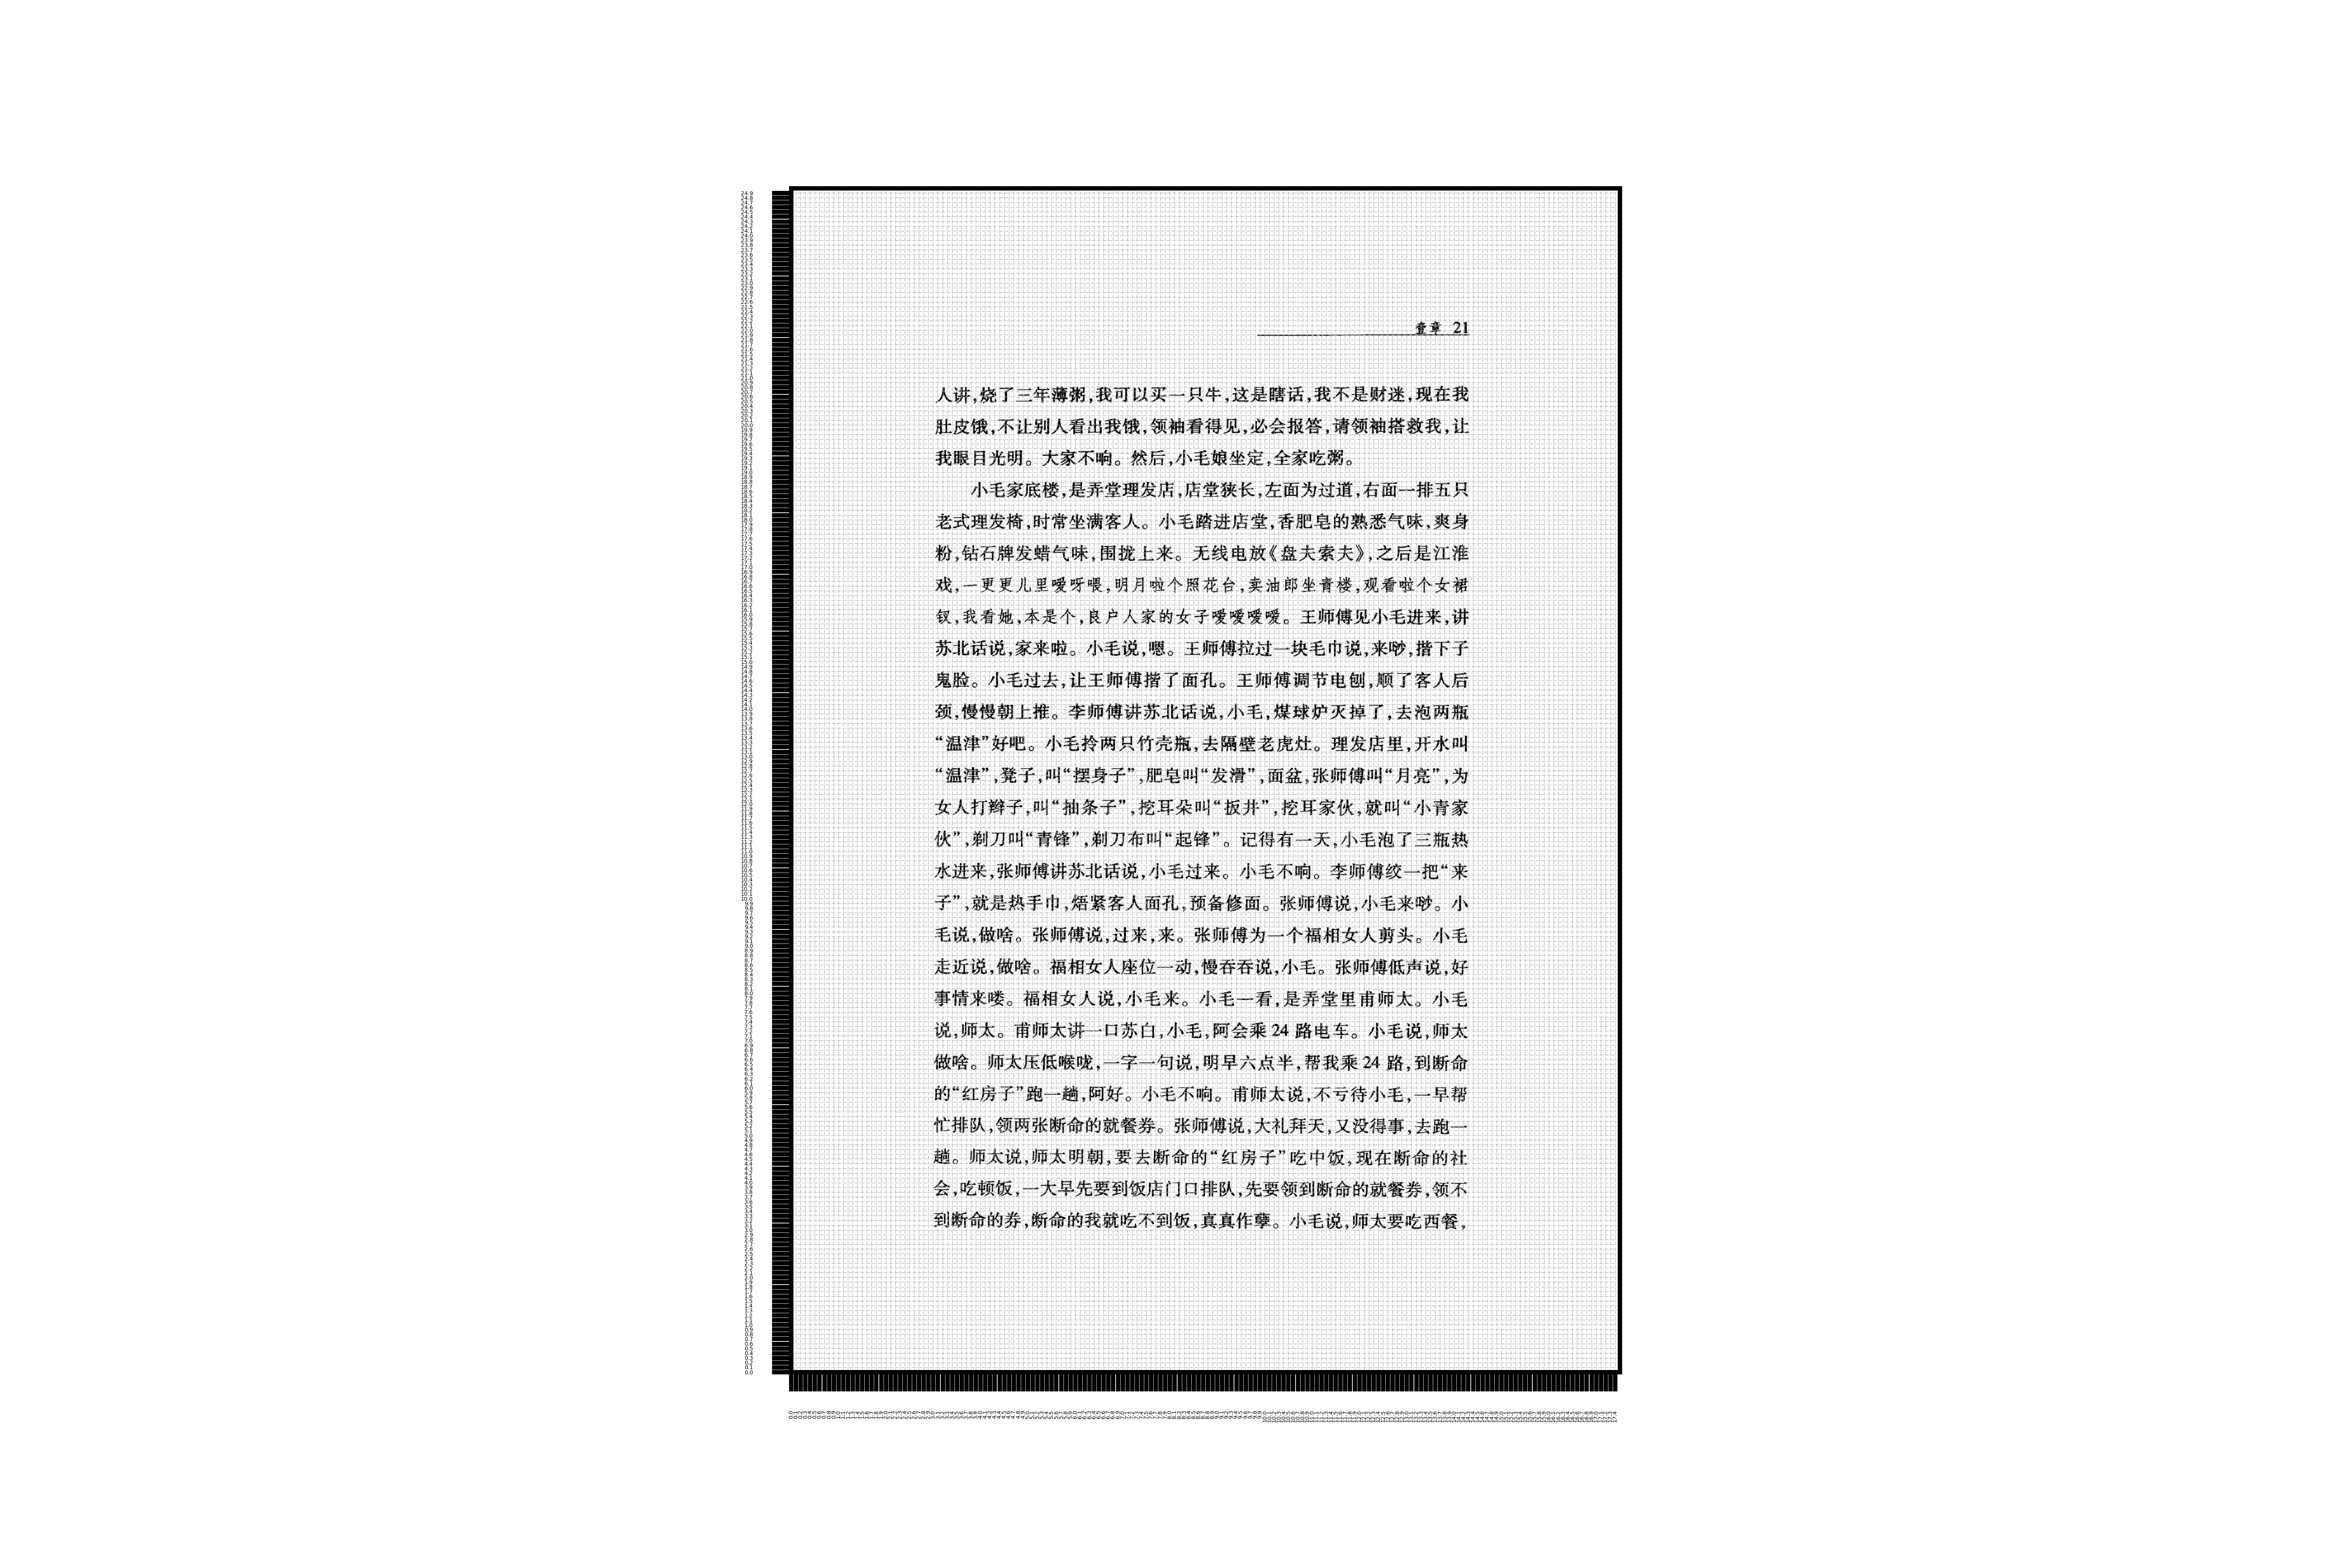 壹章 21
人讲,烧了三年薄粥,我可以买一只牛,这是瞎话,我不是财迷,现在我
肚皮饿,不让别人看出我饿,领袖看得见,必会报答,请领袖搭救我,让
我眼目光明。大家不响。然后,小毛娘坐定,全家吃粥。
小毛家底楼,是弄堂理发店,店堂狭长,左面为过道,右面一排五只
老式理发椅,时常坐满客人。小毛踏进店堂,香肥皂的熟悉气味,爽身
粉,钻石牌发蜡气味,围拢上来。无线电放《盘夫索夫》,之后是江淮
戏,一更更儿里嗳呀喂,明月啦个照花台,卖油郎坐青楼,观看啦个女裙
钗,我看她,本是个,良户人家的女子嗳嗳嗳嗳。王师傅见小毛进来,讲
苏北话说,家来啦。小毛说,嗯。王师傅拉过一块毛巾说,来唦,揩下子
鬼脸。小毛过去,让王师傅揩了面孔。王师傅调节电刨,顺了客人后
颈,慢慢朝上推。李师傅讲苏北话说,小毛,煤球炉灭掉了,去泡两瓶
“温津”好吧。小毛拎两只竹壳瓶,去隔壁老虎灶。理发店里,开水叫
“温津”,凳子,叫“摆身子”,肥皂叫“发滑”,面盆,张师傅叫“月亮”,为
女人打辫子,叫“抽条子”,挖耳朵叫“扳井”,挖耳家伙,就叫“小青家
伙”,剃刀叫“青锋”,剃刀布叫“起锋”。记得有一天,小毛泡了三瓶热
水进来,张师傅讲苏北话说,小毛过来。小毛不响。李师傅绞一把“来
子”,就是热手巾,焐紧客人面孔,预备修面。张师傅说,小毛来唦。小
毛说,做啥。张师傅说,过来,来。张师傅为一个福相女人剪头。小毛
走近说,做啥。福相女人座位一动,慢吞吞说,小毛。张师傅低声说,好
事情来喽。福相女人说,小毛来。小毛一看,是弄堂里甫师太。小毛
说,师太。甫师太讲一口苏白,小毛,阿会乘 24 路电车。小毛说,师太
做啥。师太压低喉咙,一字一句说,明早六点半,帮我乘 24 路,到断命
的“红房子”跑一趟,阿好。小毛不响。甫师太说,不亏待小毛,一早帮
忙排队,领两张断命的就餐券。张师傅说,大礼拜天,又没得事,去跑一
趟。师太说,师太明朝,要去断命的“红房子”吃中饭,现在断命的社
会,吃顿饭,一大早先要到饭店门口排队,先要领到断命的就餐券,领不
到断命的券,断命的我就吃不到饭,真真作孽。小毛说,师太要吃西餐,